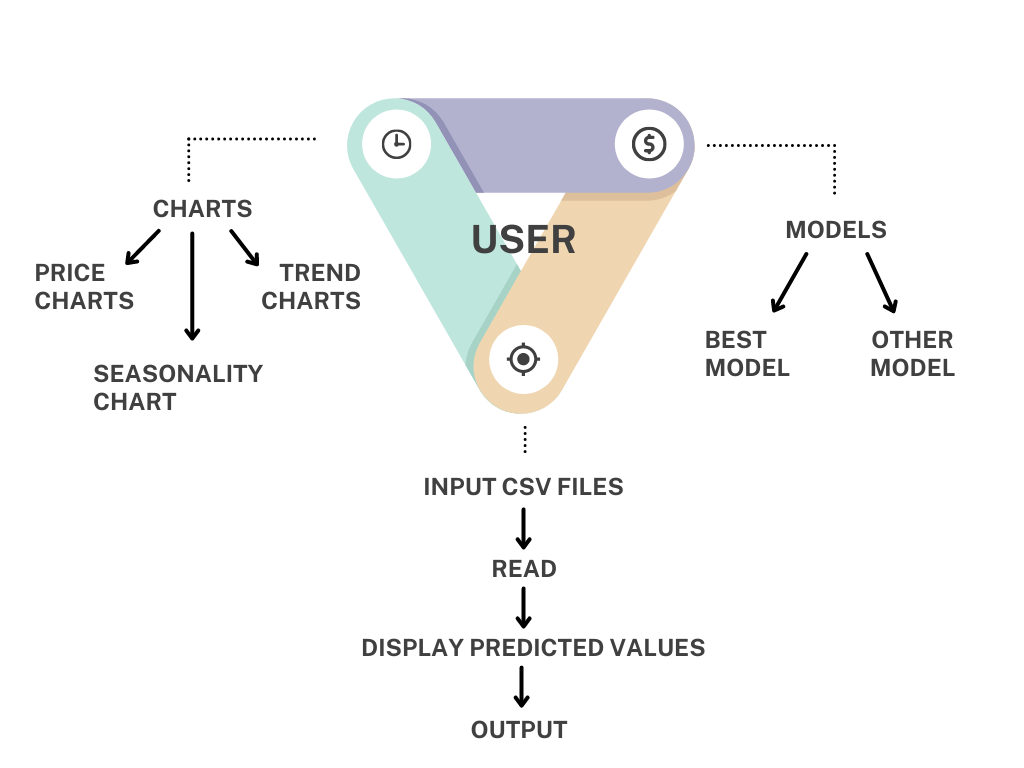 USER
CHARTS
PRICE
CHARTS
TREND
CHARTS
SEASONALITY
CHART
MODELS
BEST
MODEL
OTHER
MODEL
INPUT CSV FILES
READ
DISPLAY PREDICTED VALUES
OUTPUT